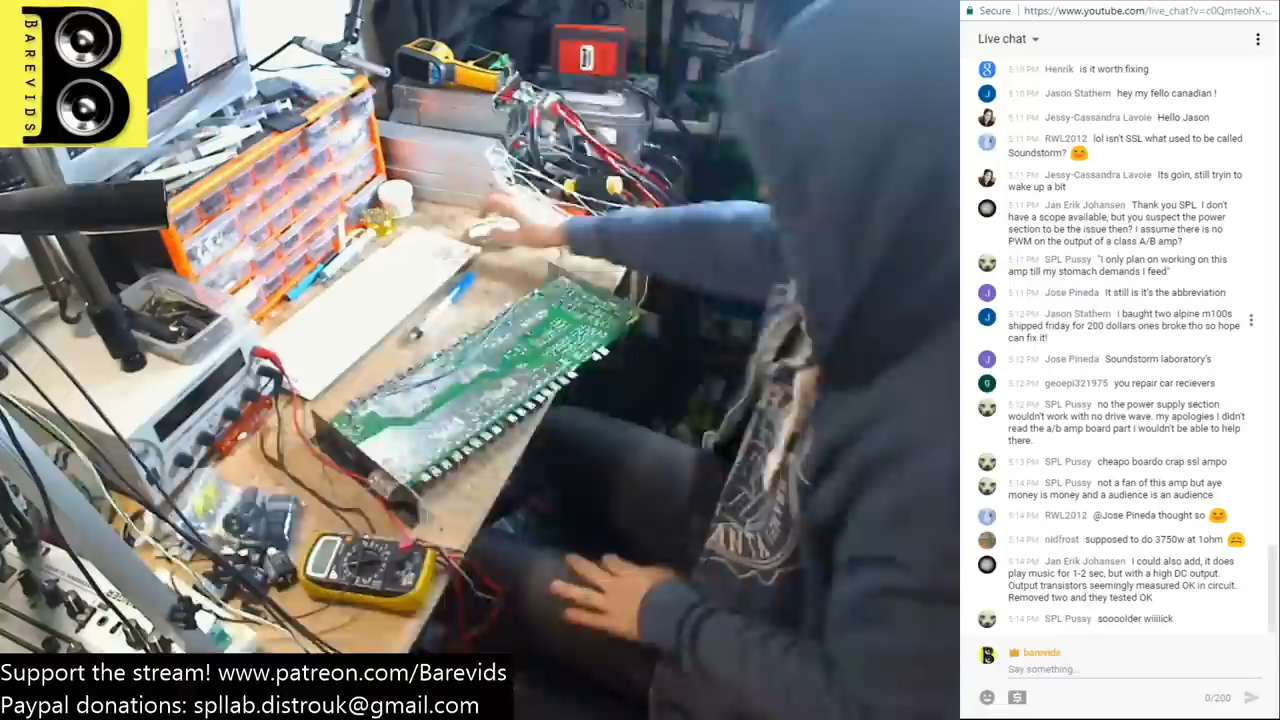 BAREVIDS
B
Secure https://www.youtube.com/live_chat?v=c0QmteohX-...
Live chat
5:10 PM Henrik is it worth fixing
5:10 PM Jason Stathem hey my fello canadian !
5:11 PM Jessy-Cassandra Lavoie Hello Jason
5:11 PM RWL2012 lol isn't SSL what used to be called
Soundstorm?
5:11 PM Jessy-Cassandra Lavoie Its goin, still tryin to
wake up a bit
5:11 PM Jan Erik Johansen Thank you SPL. I don't
have a scope available, but you suspect the power
section to be the issue then? I assume there is no
PWM on the output of a class A/B amp?
5:11 PM SPL Pussy "I only plan on working on this
amp till my stomach demands I feed"
5:11 PM Jose Pineda It still is it's the abbreviation
5:12 PM Jason Stathem i baught two alpine m100s
shipped friday for 200 dollars ones broke tho so hope
can fix it!
5:12 PM Jose Pineda Soundstorm laboratory's
5:12 PM geoepi321975 you repair car recievers
5:12 PM SPL Pussy no the power supply section
wouldn't work with no drive wave. my apologies I didn't
read the a/b amp board part i wouldn't be able to help
there.
5:13 PM SPL Pussy cheapo boardo crap ssl ampo
5:14 PM SPL Pussy not a fan of this amp but aye
money is money and a audience is an audience
5:14 PM RWL2012 @Jose Pineda thought so
5:14 PM nidfrost supposed to do 3750w at 1ohm
5:14 PM Jan Erik Johansen I could also add, it does
play music for 1-2 sec, but with a high DC output.
Output transistors seemingly measured OK in circuit.
Removed two and they tested OK
5:14 PM SPL Pussy soooolder wiiiiick
barevids
Say something...
0/200
Support the stream! www.patreon.com/Barevids
Paypal donations: spllab.distrouk@gmail.com